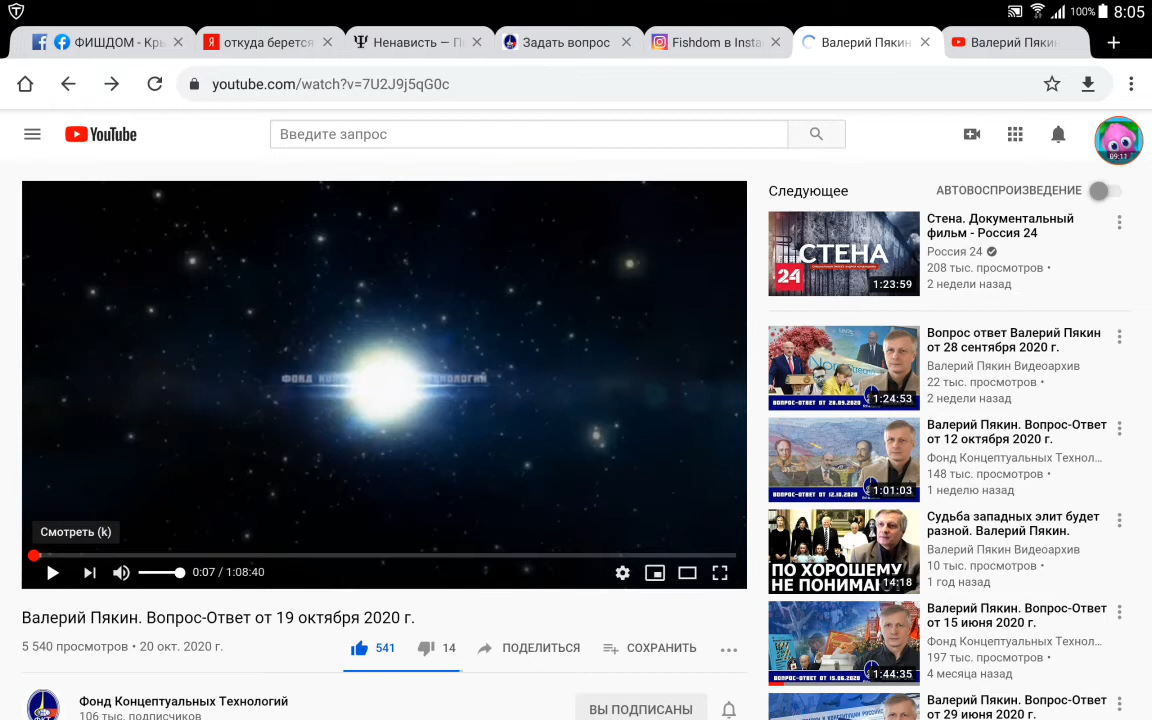 100% 8:05
ФИШДОМ - Кры
откуда берется
Ненависть — П
Задать вопрос
Fishdom в Insta
Валерий Пякин
Валерий Пякин
youtube.com/watch?v=7U2J9j5qG0c
YouTube
Введите запрос
09:11
ФОНД КОН ТЕХНОЛОГИЙ
Смотреть (k)
0:07 / 1:08:40
Валерий Пякин. Вопрос-Ответ от 19 октября 2020 г.
5 540 просмотров • 20 окт. 2020 г.
541
14
ПОДЕЛИТЬСЯ
СОХРАНИТЬ
Фонд Концептуальных Технологий
106 тыс. подписчиков
ВЫ ПОДПИСАНЫ
Следующее
АВТОВОСПРОИЗВЕДЕНИЕ
СТЕНА
24
1:23:59
Стена. Документальный
фильм - Россия 24
Россия 24
208 тыс. просмотров •
2 недели назад
ВОПРОС-ОТВЕТ ОТ 28.09.2020
1:24:53
Вопрос ответ Валерий Пякин
от 28 сентября 2020 г.
Валерий Пякин Видеоархив
22 тыс. просмотров •
2 недели назад
ВОПРОС-ОТВЕТ ОТ 12.10.2020
1:01:03
Валерий Пякин. Вопрос-Ответ
от 12 октября 2020 г.
Фонд Концептуальных Технол...
148 тыс. просмотров •
1 неделю назад
ПО ХОРОШЕМУ
НЕ ПОНИМАЮТ
14:18
Судьба западных элит будет
разной. Валерий Пякин.
Валерий Пякин Видеоархив
10 тыс. просмотров •
1 год назад
ВОПРОС-ОТВЕТ ОТ 15.06.2020
1:44:35
Валерий Пякин. Вопрос-Ответ
от 15 июня 2020 г.
Фонд Концептуальных Технол...
197 тыс. просмотров •
4 месяца назад
Валерий Пякин. Вопрос-Ответ
от 29 июня 2020 г.